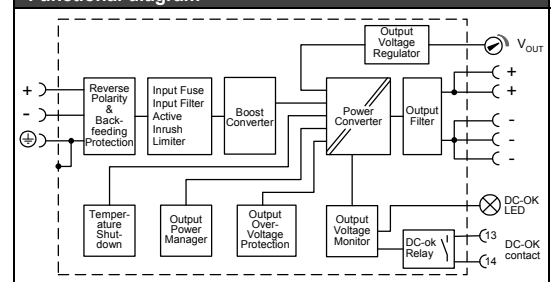 Functional diagram
Output
Voltage
Regulator
VOUT
+
-
Reverse
Polarity
&
Back-
feeding
Protection
Input Fuse
Input Filter
Active
Inrush
Limiter
Boost
Converter
Power
Converter
Output
Filter
+
+
-
-
-
Temper-
ature
Shut-
down
Output
Power
Manager
Output
Over-
Voltage
Protection
Output
Voltage
Monitor
DC-ok
Relay
DC-OK
LED
13
14
DC-OK
contact